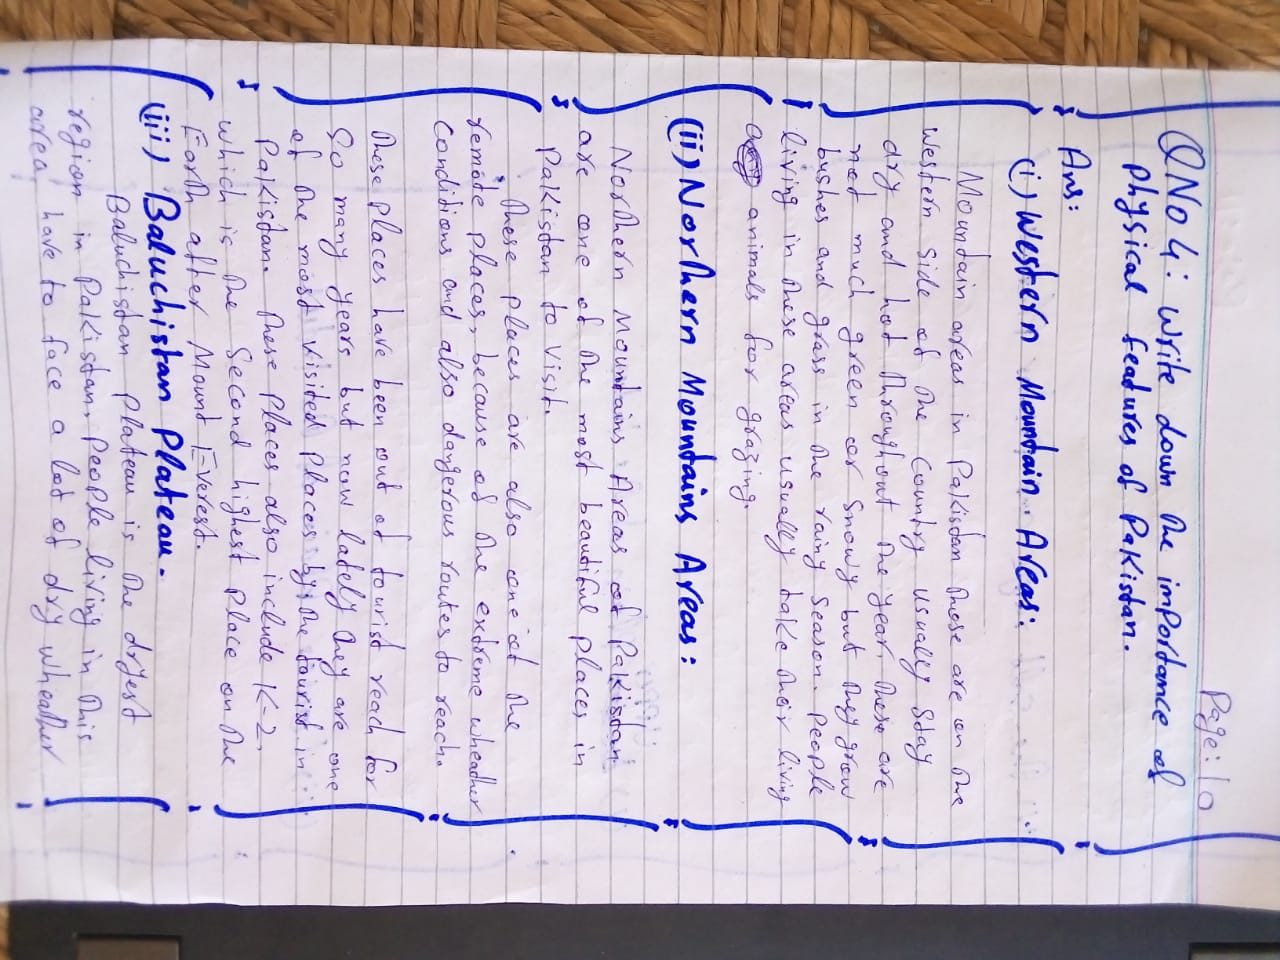 Page: 10
QNo4: Write down the importance of
physical features of Pakistan.
Ans:
(i) Western Mountain Areas:
Mountain areas in Pakistan these are on the
western side of the country usually stay
dry and hot throughout the year. these are
not much green or snowy but they grow
bushes and grass in the rainy season. People
living in these areas usually take their living
animals for grazing.
(ii) Northern Mountains Areas:
Northern Mountains Areas of Pakistan
are one of the most beautiful places in
Pakistan to visit.
these places are also one of the
remote places, because of the extreme wheather
conditions and also dangerous routes to reach.
these places have been out of tourist reach for
so many years but now lately they are one
of the most visited places by the tourist in
Pakistan. these places also include K-2,
which is the second highest place on the
Earth after Mount Everest.
(iii) Baluchistan plateau.
Baluchistan plateau is the dryest
region in Pakistan, people living in this
area, have to face a lot of dry wheather